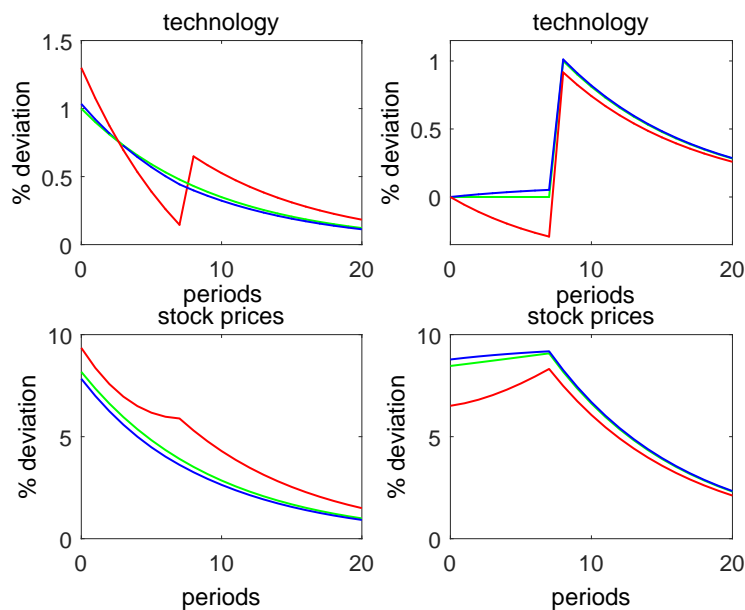 technology
% deviation
1.5
1
0.5
0
0
10
20
periods
technology
% deviation
1
0.5
0
0
10
20
periods
stock prices
% deviation
10
5
0
0
10
20
periods
stock prices
% deviation
10
5
0
0
10
20
periods